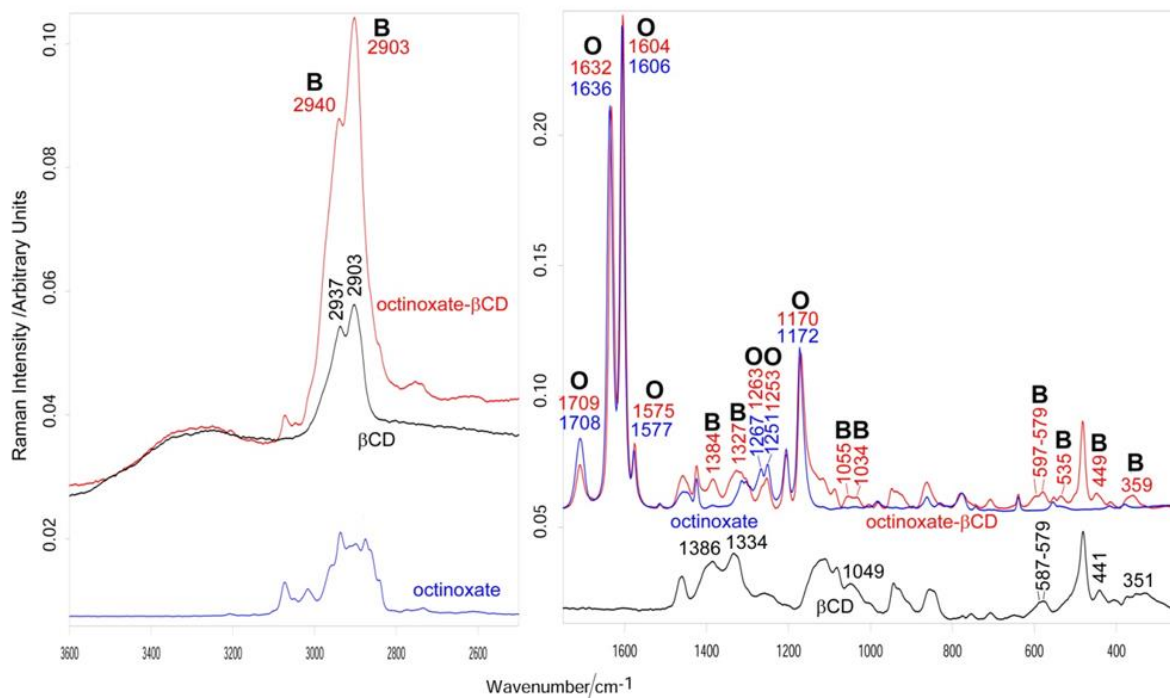 Raman Intensity /Arbitrary Units
0.10
0.08
0.06
0.04
0.02
B
2903
B
2940
2937
2903
octinoxate-βCD
βCD
octinoxate
3600
3400
3200
3000
2800
2600
0.20
0.15
0.10
0.05
O
1632
1636
O
1604
1606
O
1709
1708
O
1575
1577
B
1384
B
1327
O
1263
1267
O
1253
1251
O
1170
1172
B
1055
B
1034
B
597-579
B
535
B
449
B
359
octinoxate
octinoxate-βCD
1386
1334
1049
587-579
441
351
βCD
1600
1400
1200
1000
800
600
400
Wavenumber/cm⁻¹